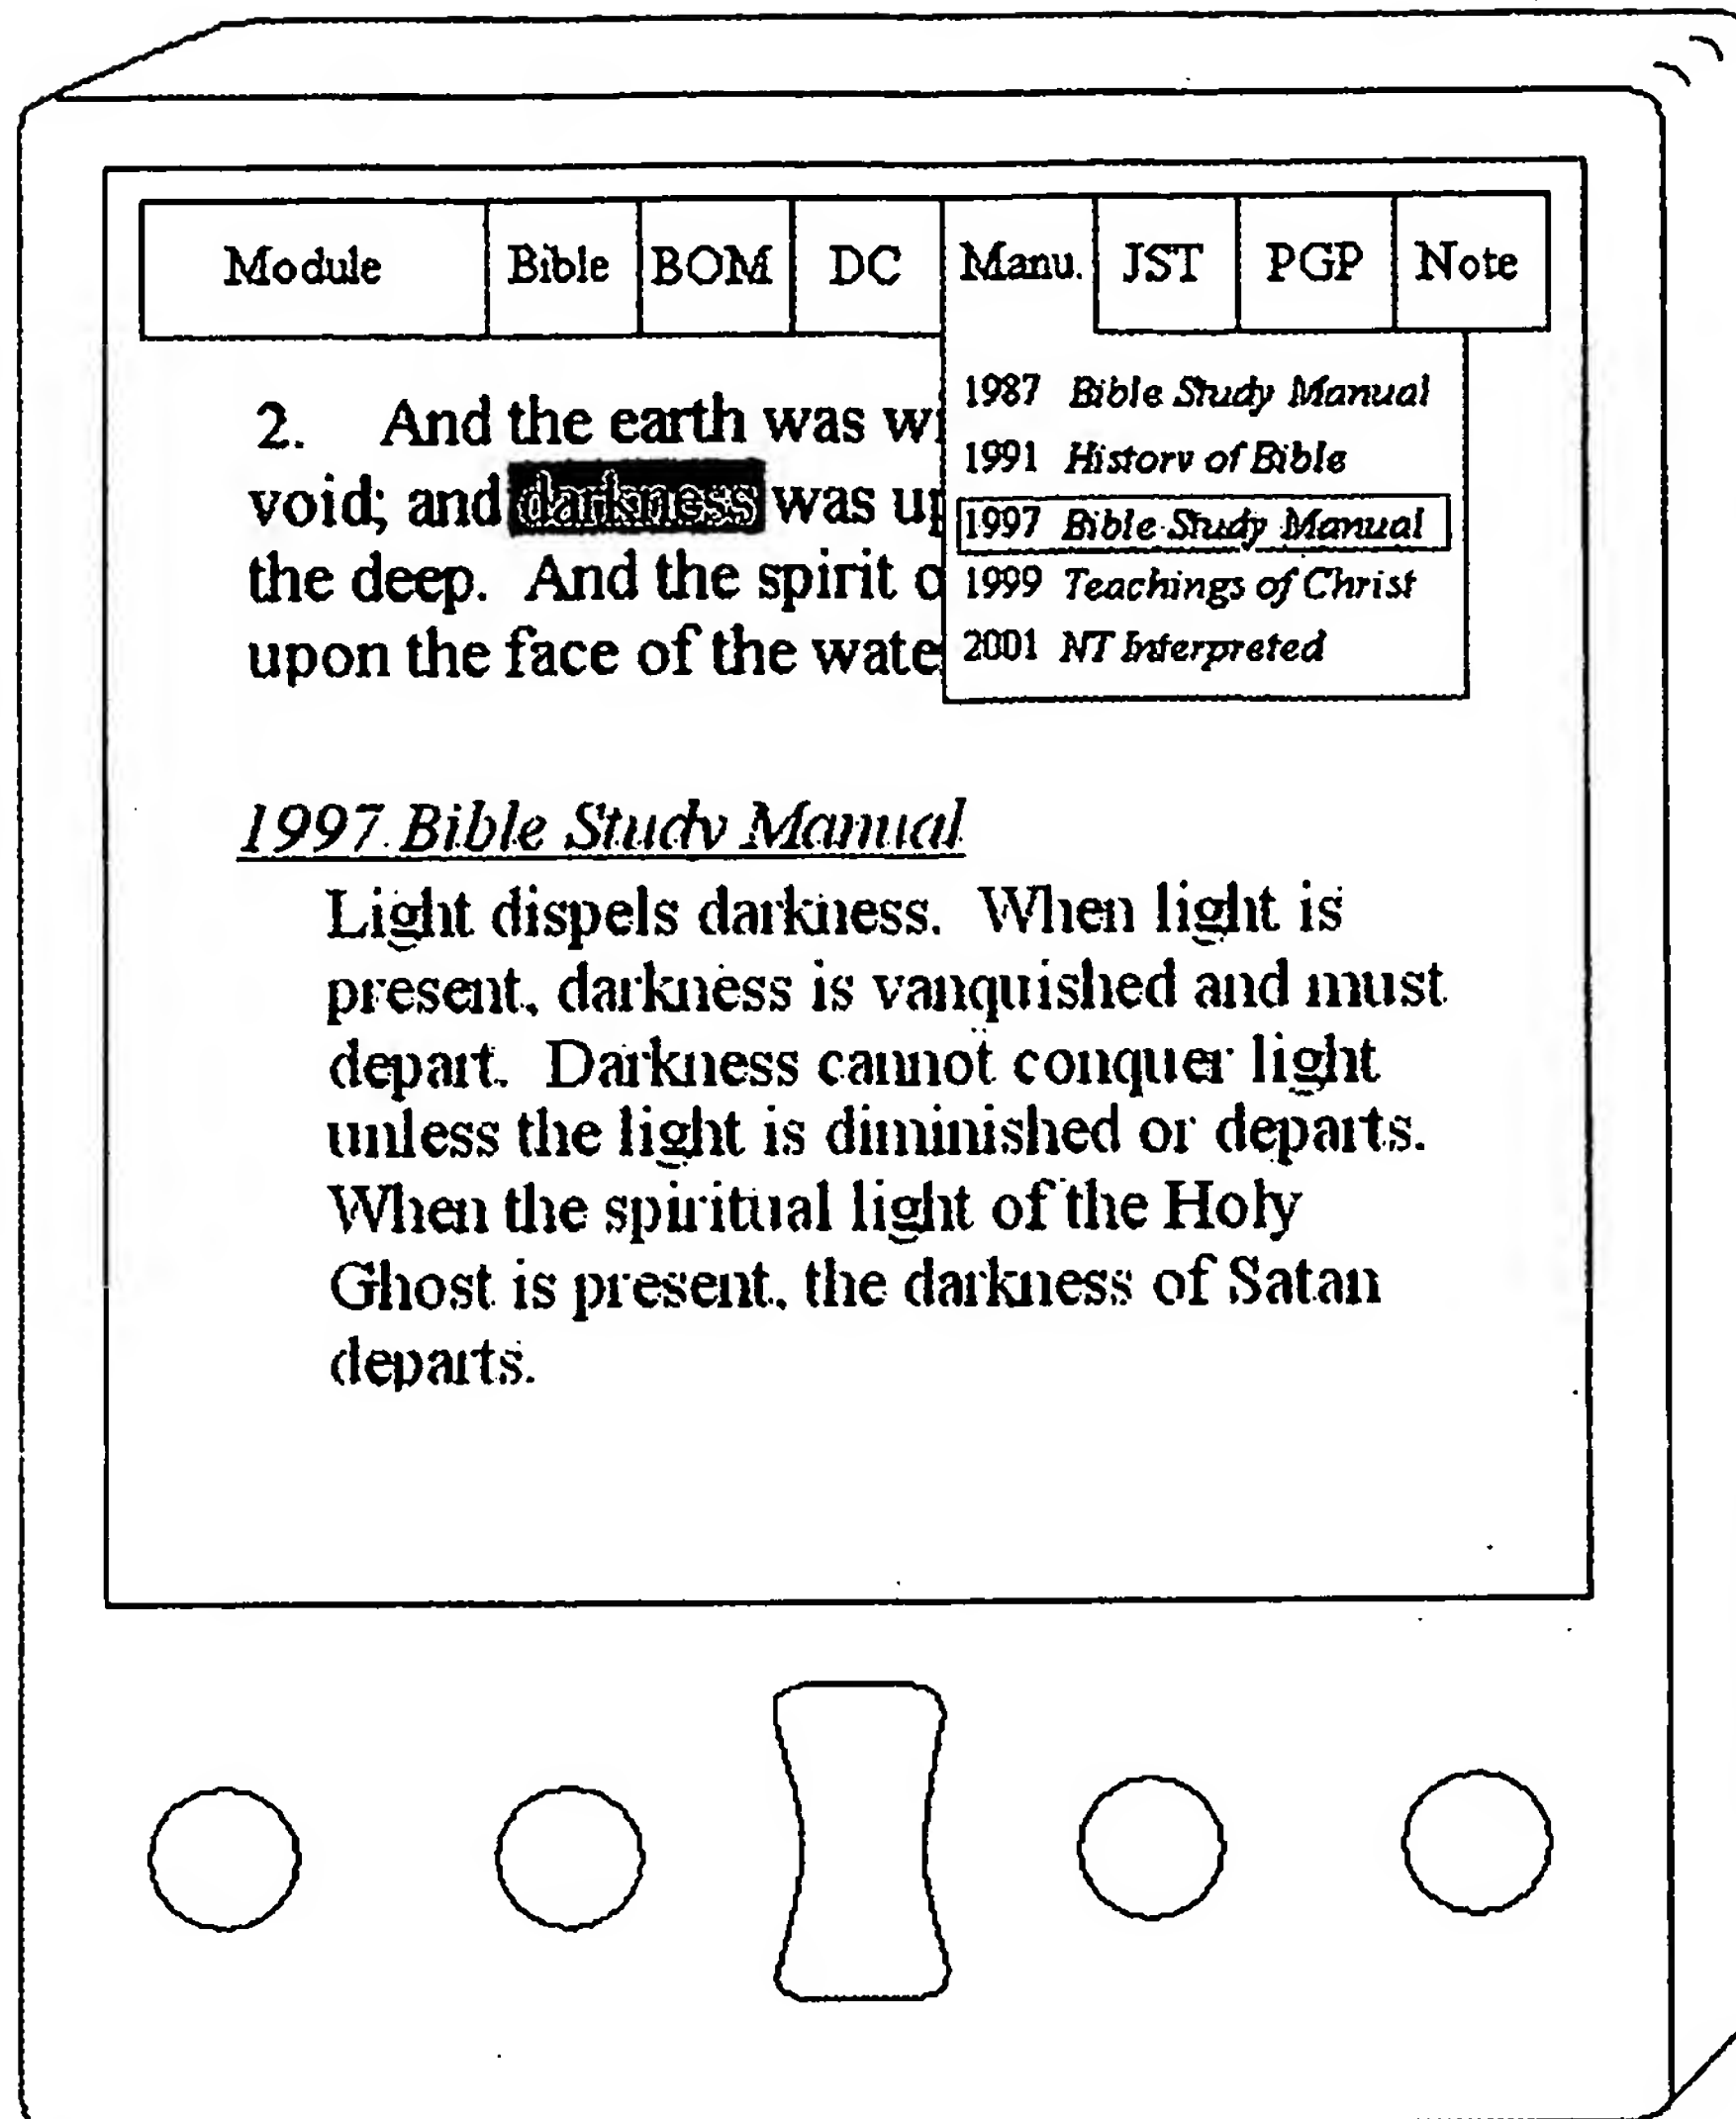 Module Bible BOM DC Manu. JST PGP Note
1987 Bible Study Manual
1991 History of Bible
1997 Bible Study Manual
1999 Teachings of Christ
2001 NT Interpreted
2. And the earth was
void; and darkness was
the deep. And the spirit
upon the face of the
1997 Bible Study Manual
Light dispels darkness. When light is
present, darkness is vanquished and must
depart. Darkness cannot conquer light
unless the light is diminished or departs.
When the spiritual light of the Holy
Ghost is present, the darkness of Satan
departs.